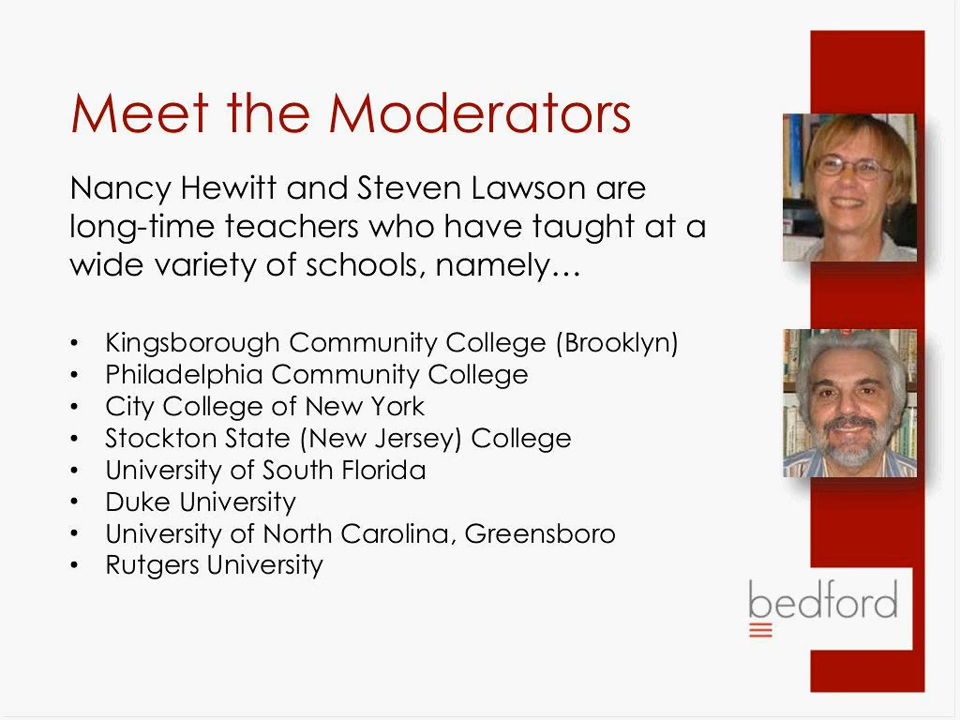 Meet the Moderators
Nancy Hewitt and Steven Lawson are
long-time teachers who have taught at a
wide variety of schools, namely…
• Kingsborough Community College (Brooklyn)
• Philadelphia Community College
• City College of New York
• Stockton State (New Jersey) College
• University of South Florida
• Duke University
• University of North Carolina, Greensboro
• Rutgers University
bedford